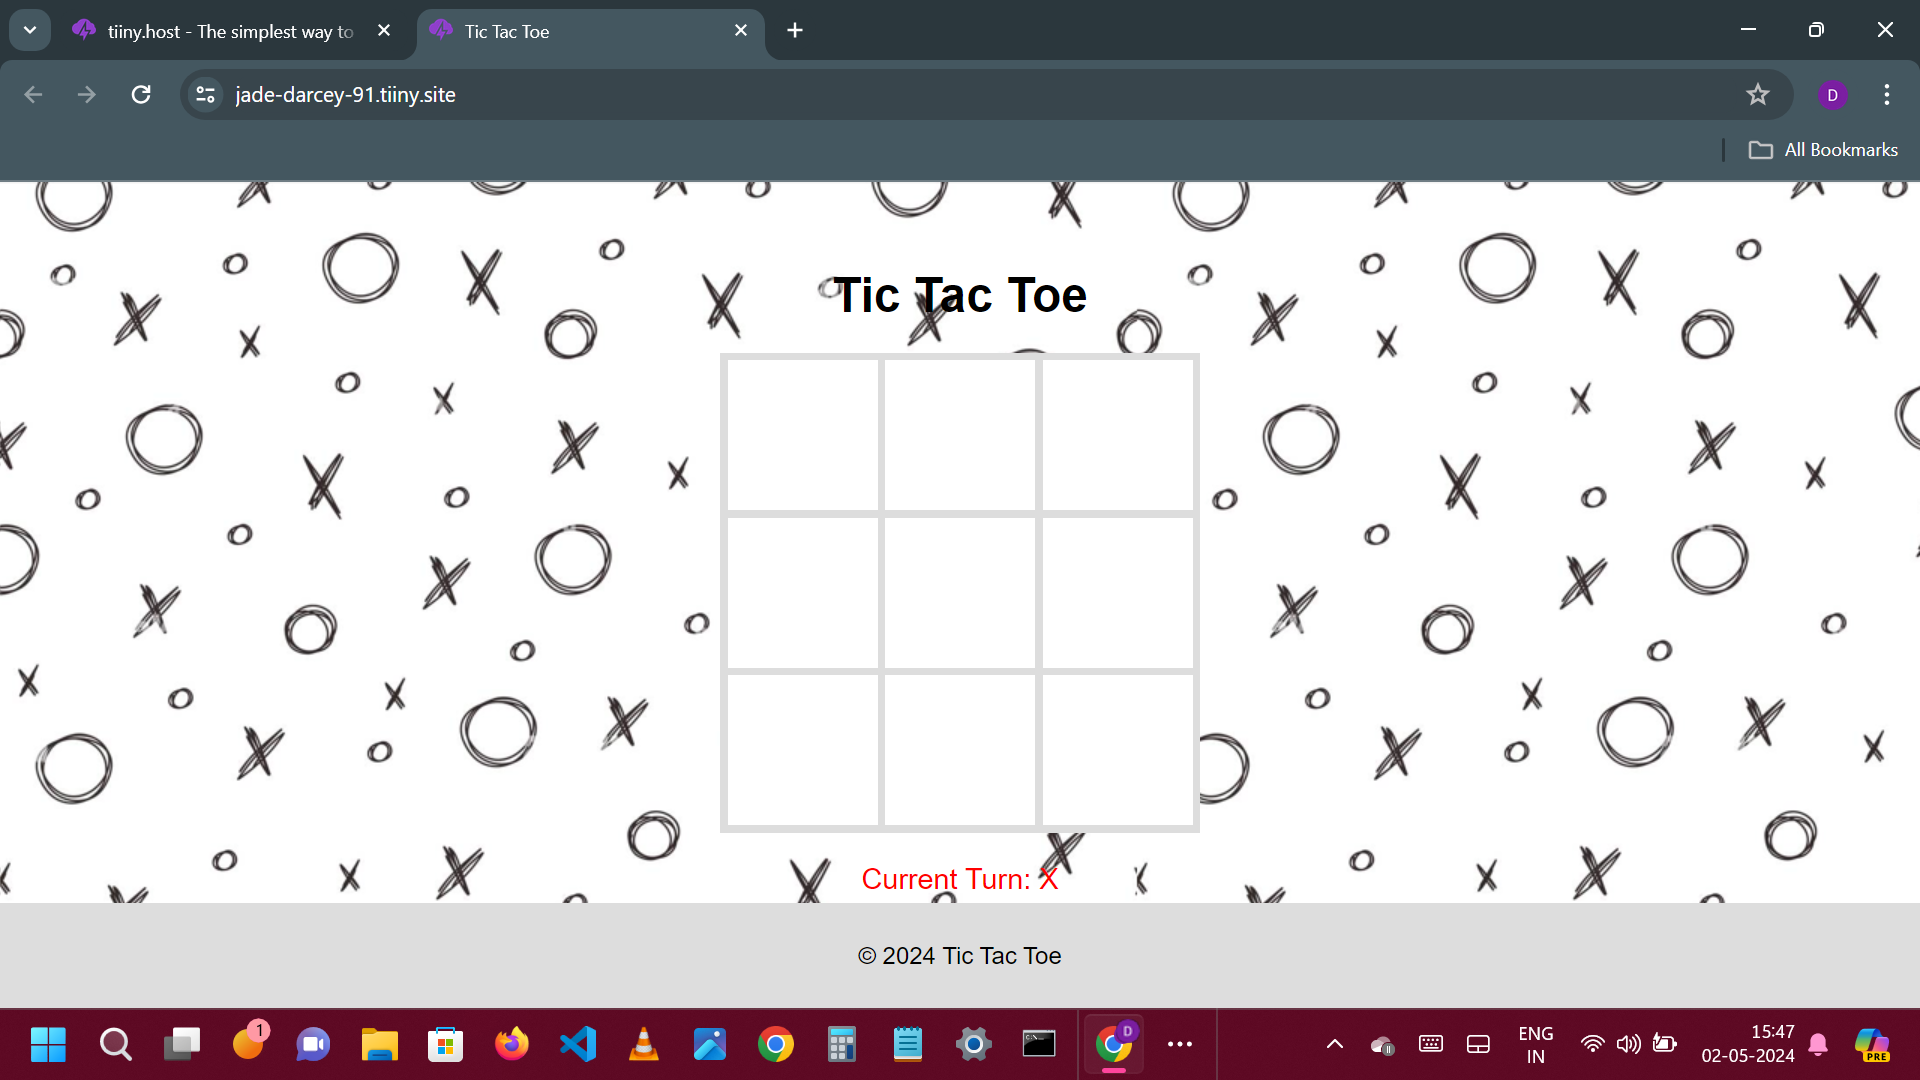 tiiny.host - The simplest way to
Tic Tac Toe
jade-darcey-91.tiiny.site
D
All Bookmarks
Tic Tac Toe
Current Turn: X
© 2024 Tic Tac Toe
1
D
ENG
IN
15:47
02-05-2024
PRE